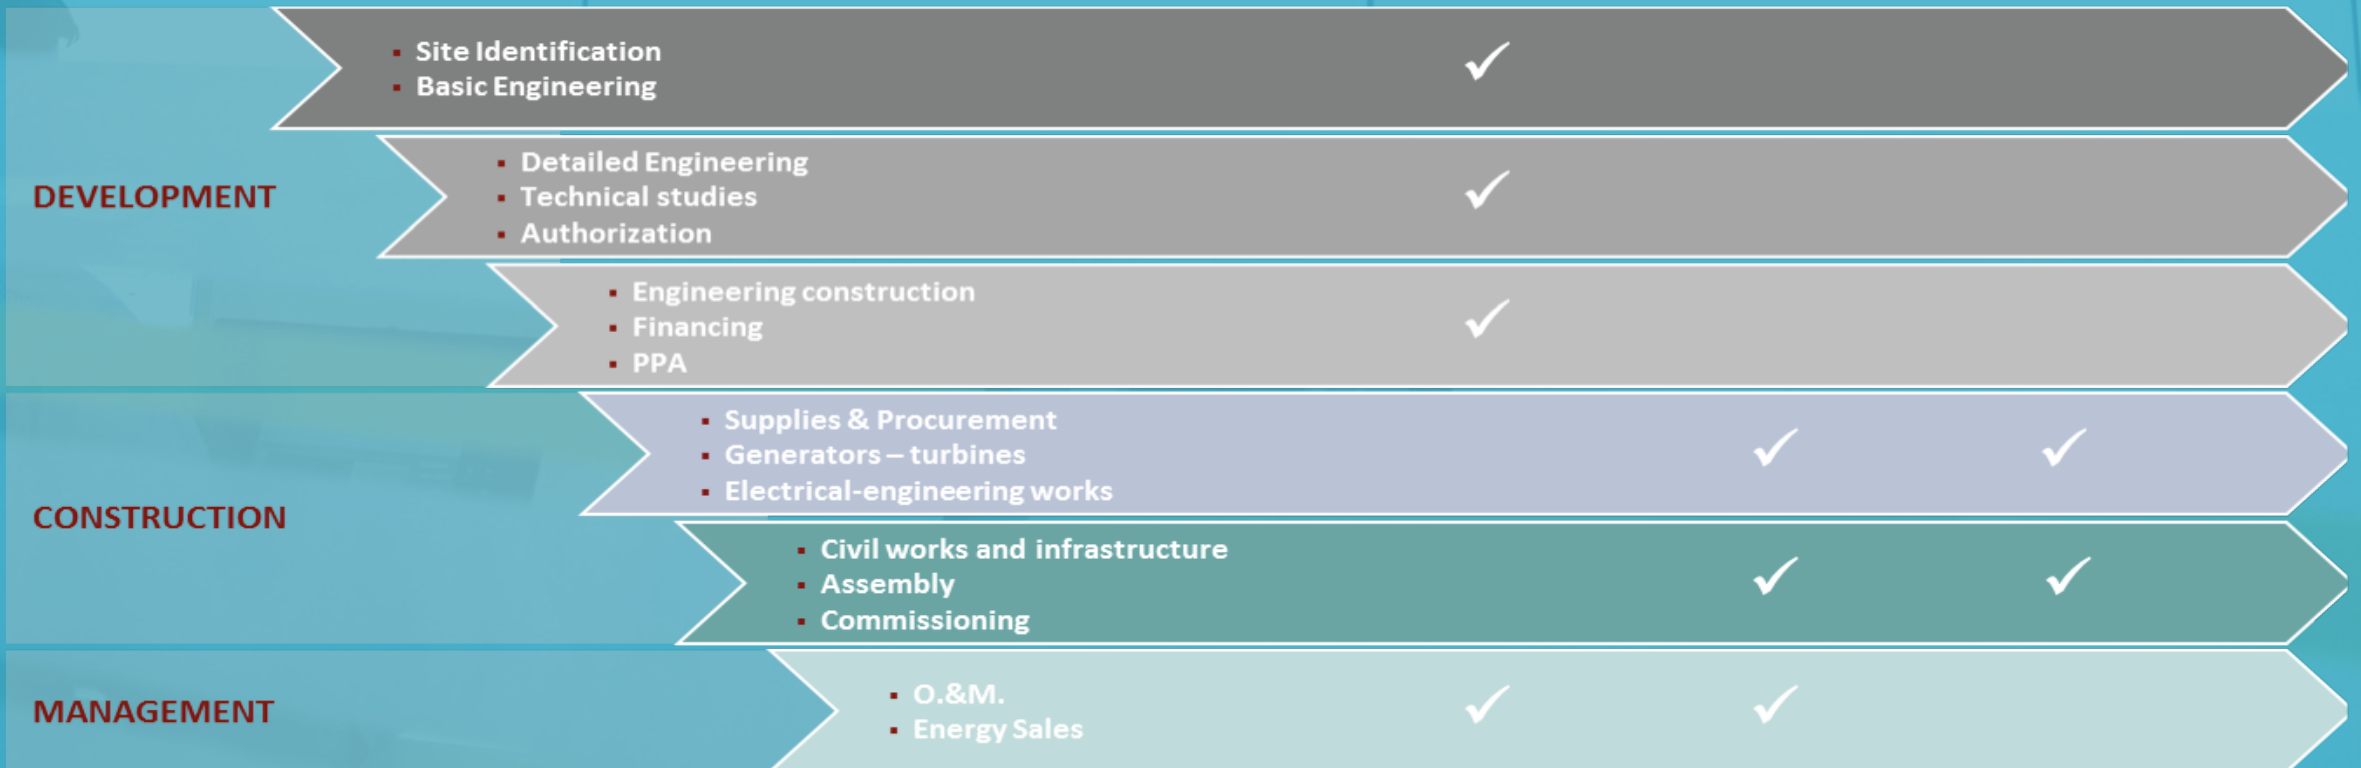 ▪ Site Identification
▪ Basic Engineering
DEVELOPMENT
▪ Detailed Engineering
▪ Technical studies
▪ Authorization
▪ Engineering construction
▪ Financing
▪ PPA
CONSTRUCTION
▪ Supplies & Procurement
▪ Generators – turbines
▪ Electrical-engineering works
▪ Civil works and infrastructure
▪ Assembly
▪ Commissioning
MANAGEMENT
▪ O.&M.
▪ Energy Sales